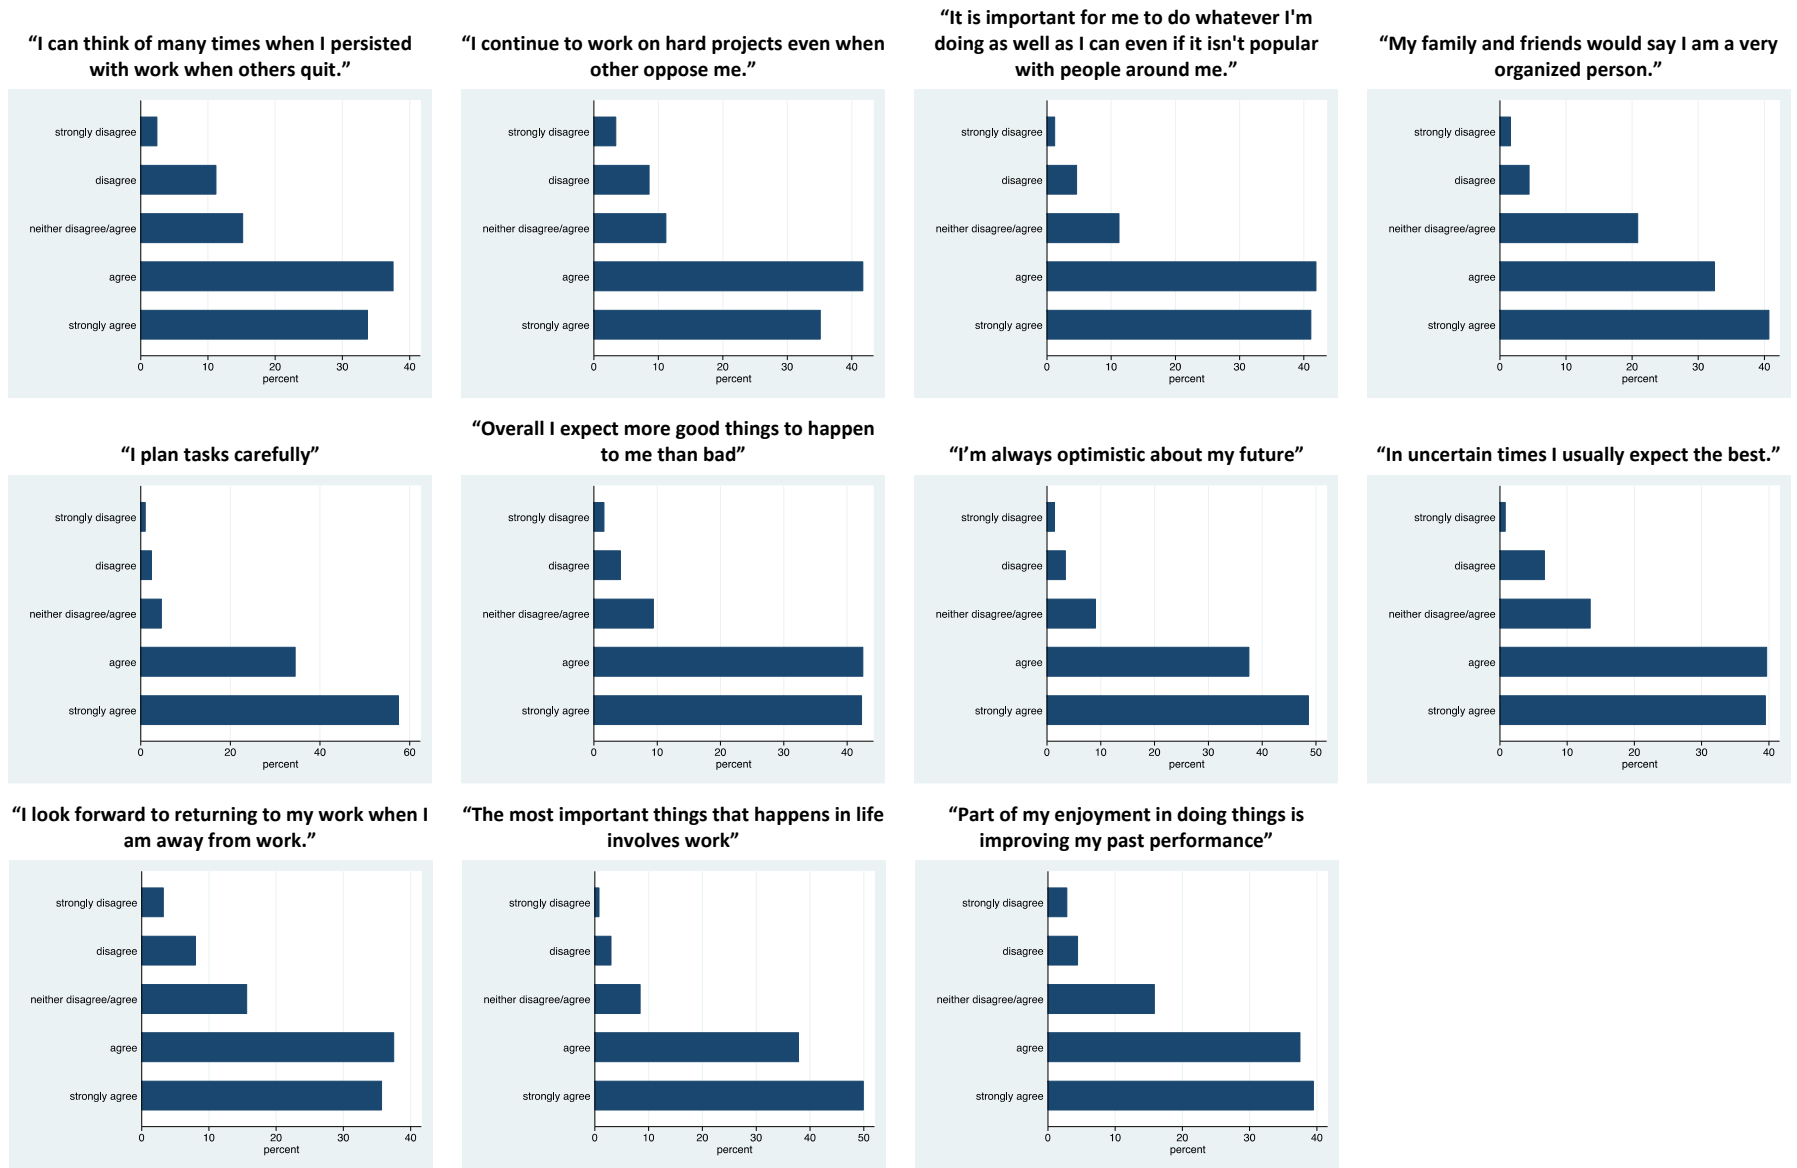 “I can think of many times when I persisted
with work when others quit.”
strongly disagree
disagree
neither disagree/agree
agree
strongly agree
0 10 20 30 40
percent
“I continue to work on hard projects even when
other oppose me.”
strongly disagree
disagree
neither disagree/agree
agree
strongly agree
0 10 20 30 40
percent
“It is important for me to do whatever I'm
doing as well as I can even if it isn't popular
with people around me.”
strongly disagree
disagree
neither disagree/agree
agree
strongly agree
0 10 20 30 40
percent
“My family and friends would say I am a very
organized person.”
strongly disagree
disagree
neither disagree/agree
agree
strongly agree
0 10 20 30 40
percent
“I plan tasks carefully”
strongly disagree
disagree
neither disagree/agree
agree
strongly agree
0 20 40 60
percent
“Overall I expect more good things to happen
to me than bad”
strongly disagree
disagree
neither disagree/agree
agree
strongly agree
0 10 20 30 40
percent
“I’m always optimistic about my future”
strongly disagree
disagree
neither disagree/agree
agree
strongly agree
0 10 20 30 40 50
percent
“In uncertain times I usually expect the best.”
strongly disagree
disagree
neither disagree/agree
agree
strongly agree
0 10 20 30 40
percent
“I look forward to returning to my work when I
am away from work.”
strongly disagree
disagree
neither disagree/agree
agree
strongly agree
0 10 20 30 40
percent
“The most important things that happens in life
involves work”
strongly disagree
disagree
neither disagree/agree
agree
strongly agree
0 10 20 30 40 50
percent
“Part of my enjoyment in doing things is
improving my past performance”
strongly disagree
disagree
neither disagree/agree
agree
strongly agree
0 10 20 30 40
percent